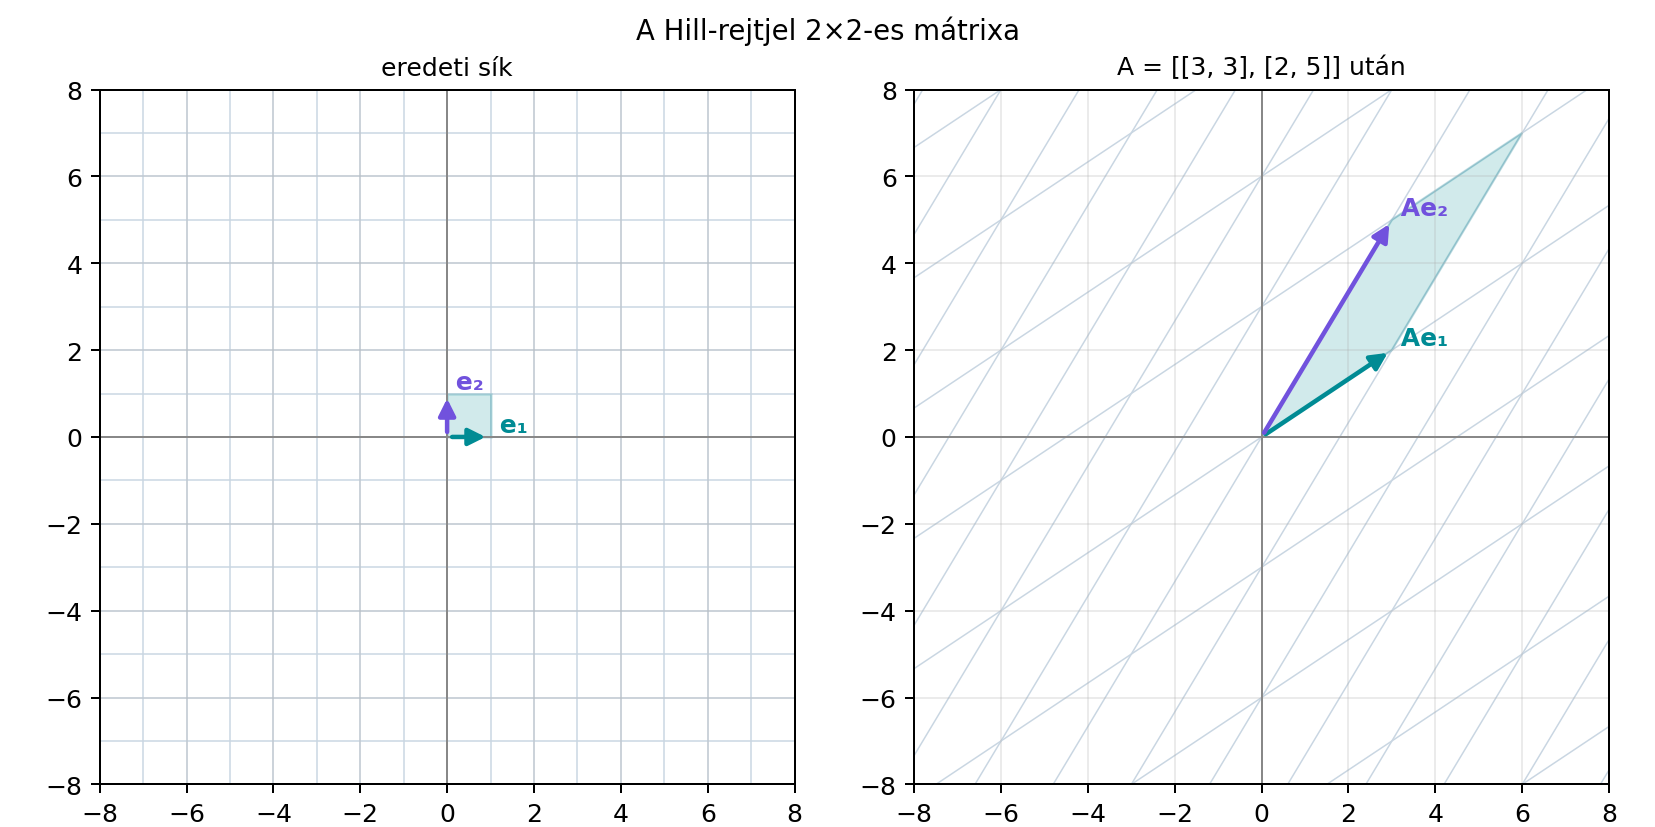 A Hill-rejtjel 2×2-es mátrixa
eredeti sík
8
6
4
2
0
−2
−4
−6
−8
e₂
e₁
−8 −6 −4 −2 0 2 4 6 8
A = [[3, 3], [2, 5]] után
8
6
4
2
0
−2
−4
−6
−8
Ae₂
Ae₁
−8 −6 −4 −2 0 2 4 6 8